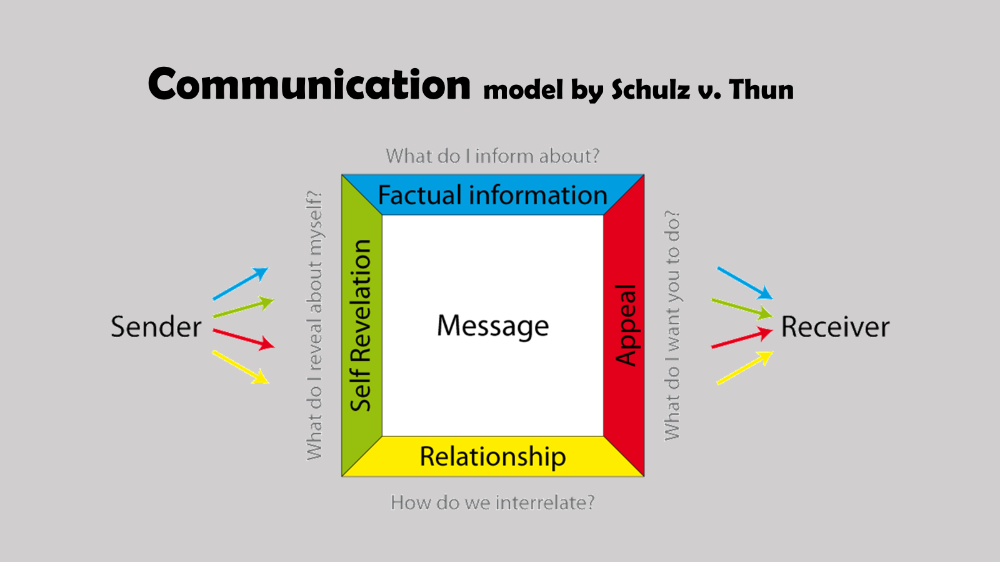 Communication model by Schulz v. Thun
What do I inform about?
Factual information
What do I reveal about myself?
Self Revelation
Sender
Message
Appeal
What do I want you to do?
Receiver
Relationship
How do we interrelate?